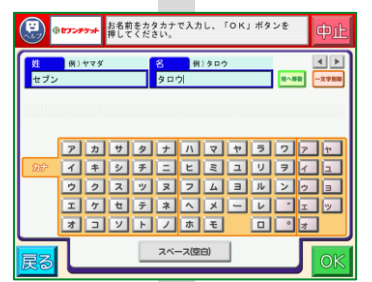 ヘルプ
セブンチケット
お名前をカタカナで入力し、「OK」ボタンを
押してください。
中止
姓 例)ヤマダ 名 例)タロウ
セブン タロウ
後へ移動 一文字削除
ア カ サ タ ナ ハ マ ヤ ラ ワ ァ ャ
カナ
イ キ シ チ ニ ヒ ミ ユ リ ヲ ィ ュ
ウ ク ス ツ ヌ フ ム ヨ ル ン ゥ ョ
エ ケ セ テ ネ ヘ メ ー レ ゛ ェ ッ
オ コ ソ ト ノ ホ モ ロ ゜ ォ
スペース(空白)
戻る
OK